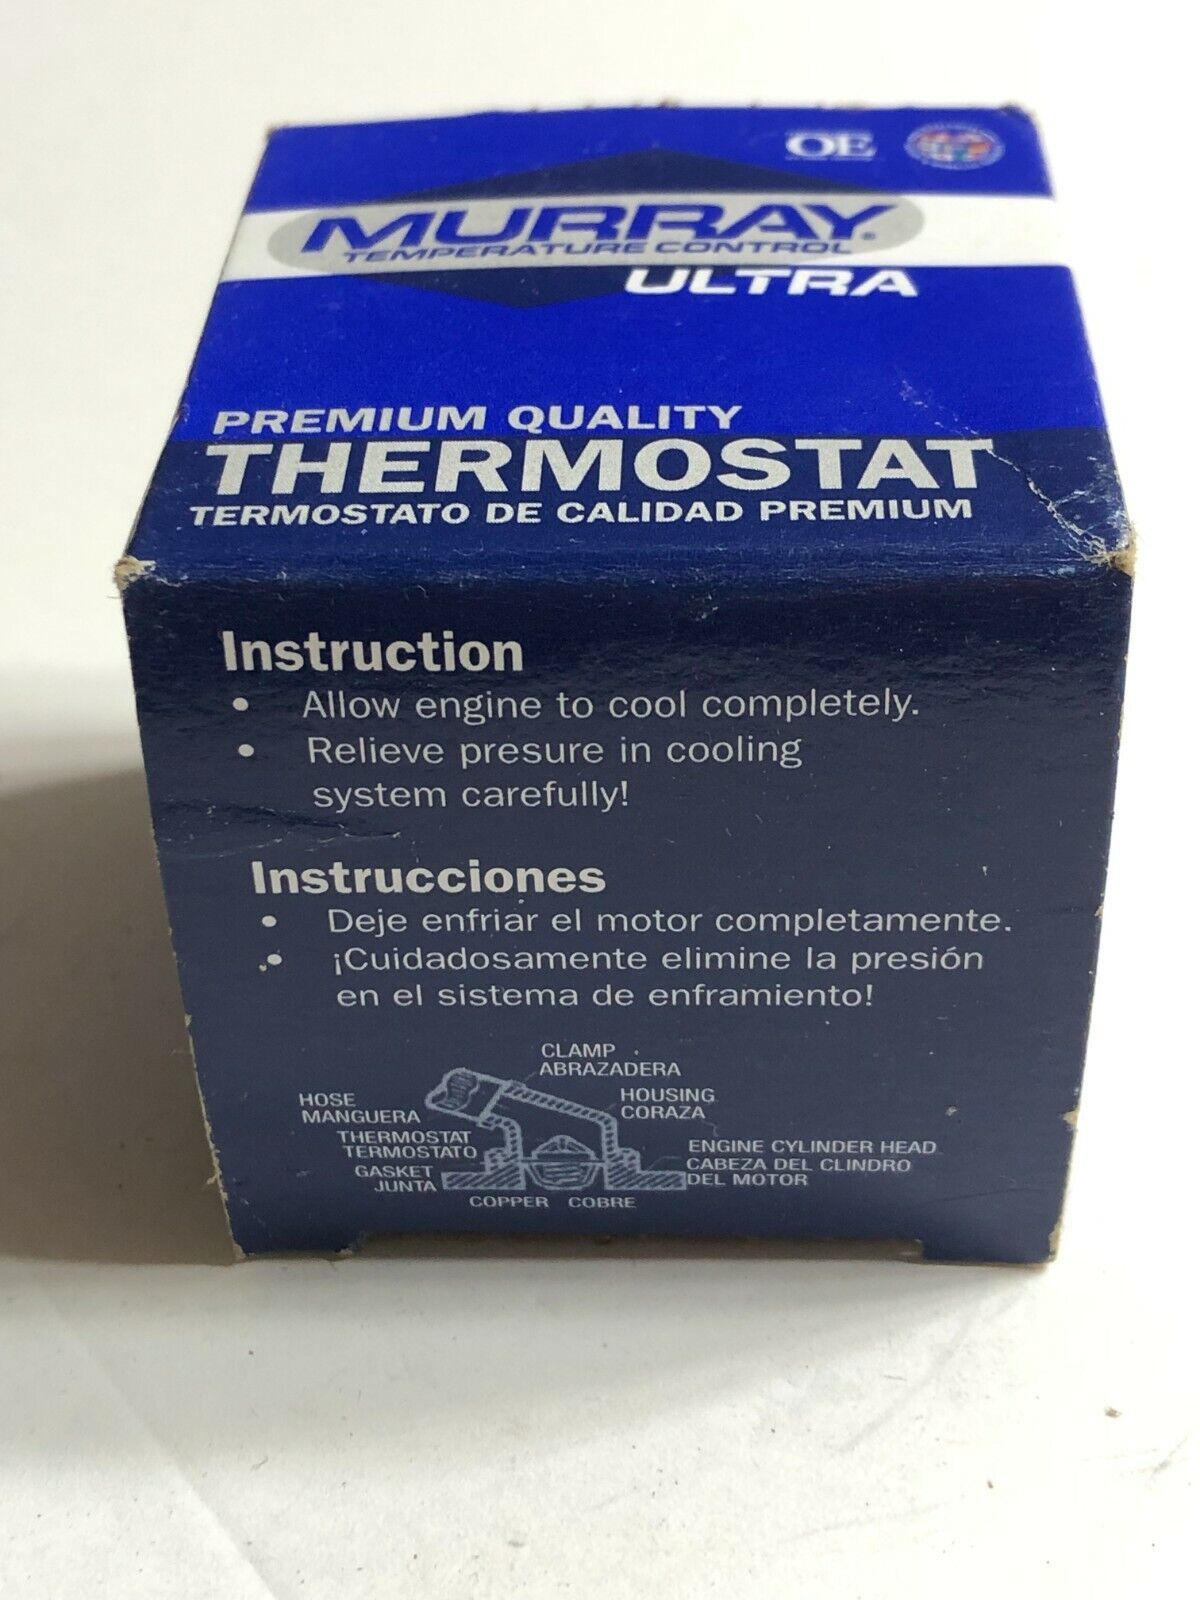 OE
MURRAY®
TEMPERATURE CONTROL
ULTRA
PREMIUM QUALITY
THERMOSTAT
TERMOSTATO DE CALIDAD PREMIUM
Instruction
• Allow engine to cool completely.
• Relieve presure in cooling
system carefully!
Instrucciones
• Deje enfriar el motor completamente.
• ¡Cuidadosamente elimine la presión
en el sistema de enframiento!
CLAMP
ABRAZADERA
HOSE
MANGUERA
HOUSING
CORAZA
THERMOSTAT
TERMOSTATO
ENGINE CYLINDER HEAD
CABEZA DEL CLINDRO
DEL MOTOR
GASKET
JUNTA
COPPER COBRE